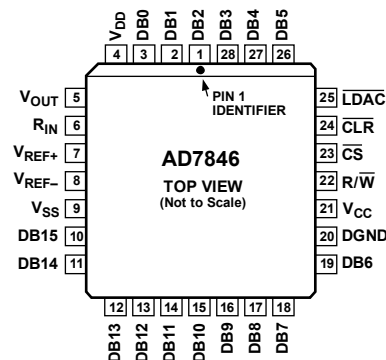 VDD DB0 DB1 DB2 DB3 DB4 DB5
4 3 2 1 28 27 26
PIN 1
IDENTIFIER
VOUT 5
RIN 6
VREF+ 7
VREF– 8
VSS 9
DB15 10
DB14 11
AD7846
TOP VIEW
(Not to Scale)
25 LDAC
24 CLR
23 CS
22 R/W
21 VCC
20 DGND
19 DB6
12 13 14 15 16 17 18
DB13 DB12 DB11 DB10 DB9 DB8 DB7